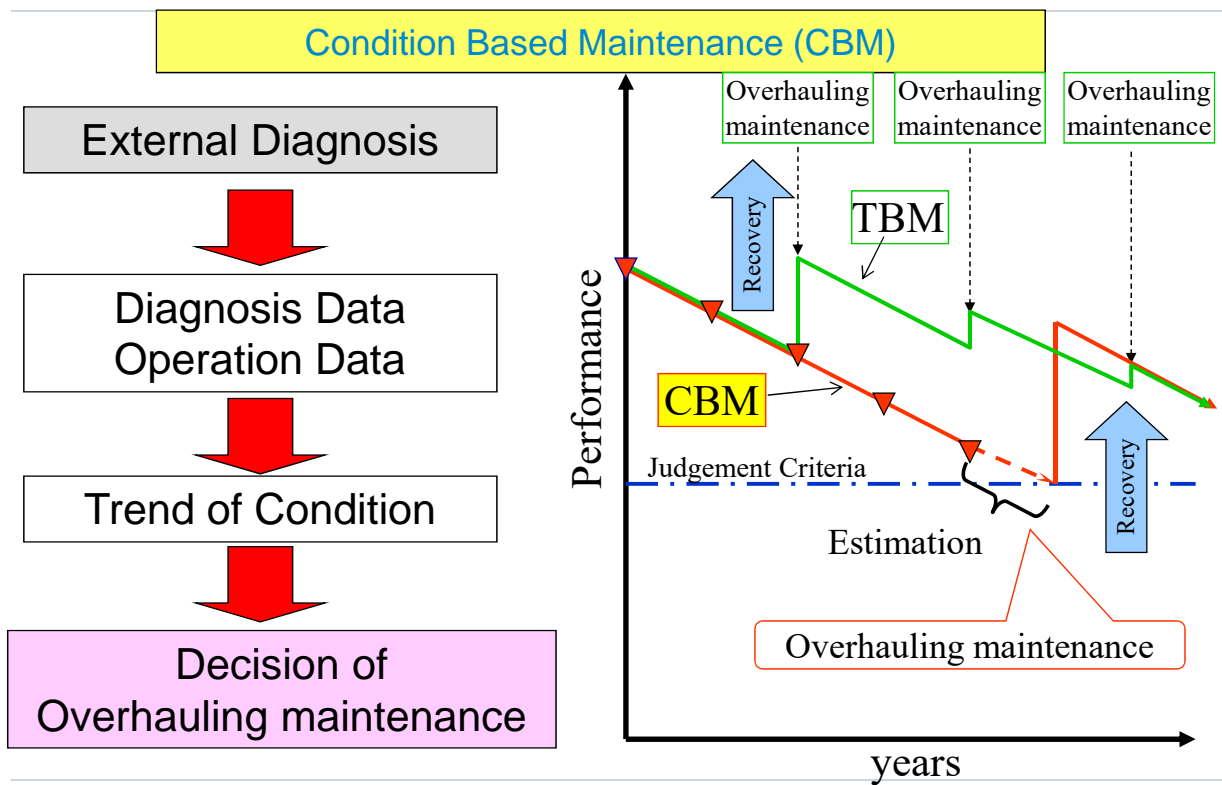 Condition Based Maintenance (CBM)
External Diagnosis
Diagnosis Data
Operation Data
Trend of Condition
Decision of
Overhauling maintenance
Overhauling
maintenance
Overhauling
maintenance
Overhauling
maintenance
Recovery
TBM
Performance
CBM
Judgement Criteria
Recovery
Estimation
Overhauling maintenance
years